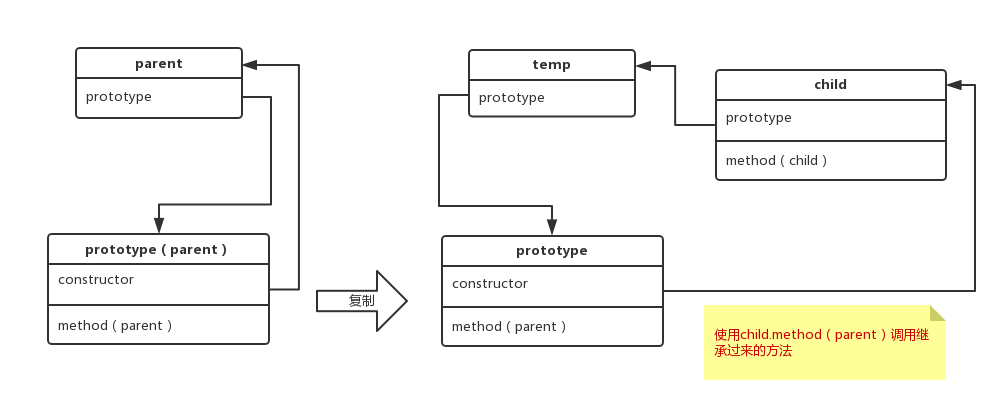 parent
prototype
prototype ( parent )
constructor
method ( parent )
复制
temp
prototype
child
prototype
method ( child )
prototype
constructor
method ( parent )
使用child.method ( parent ) 调用继
承过来的方法